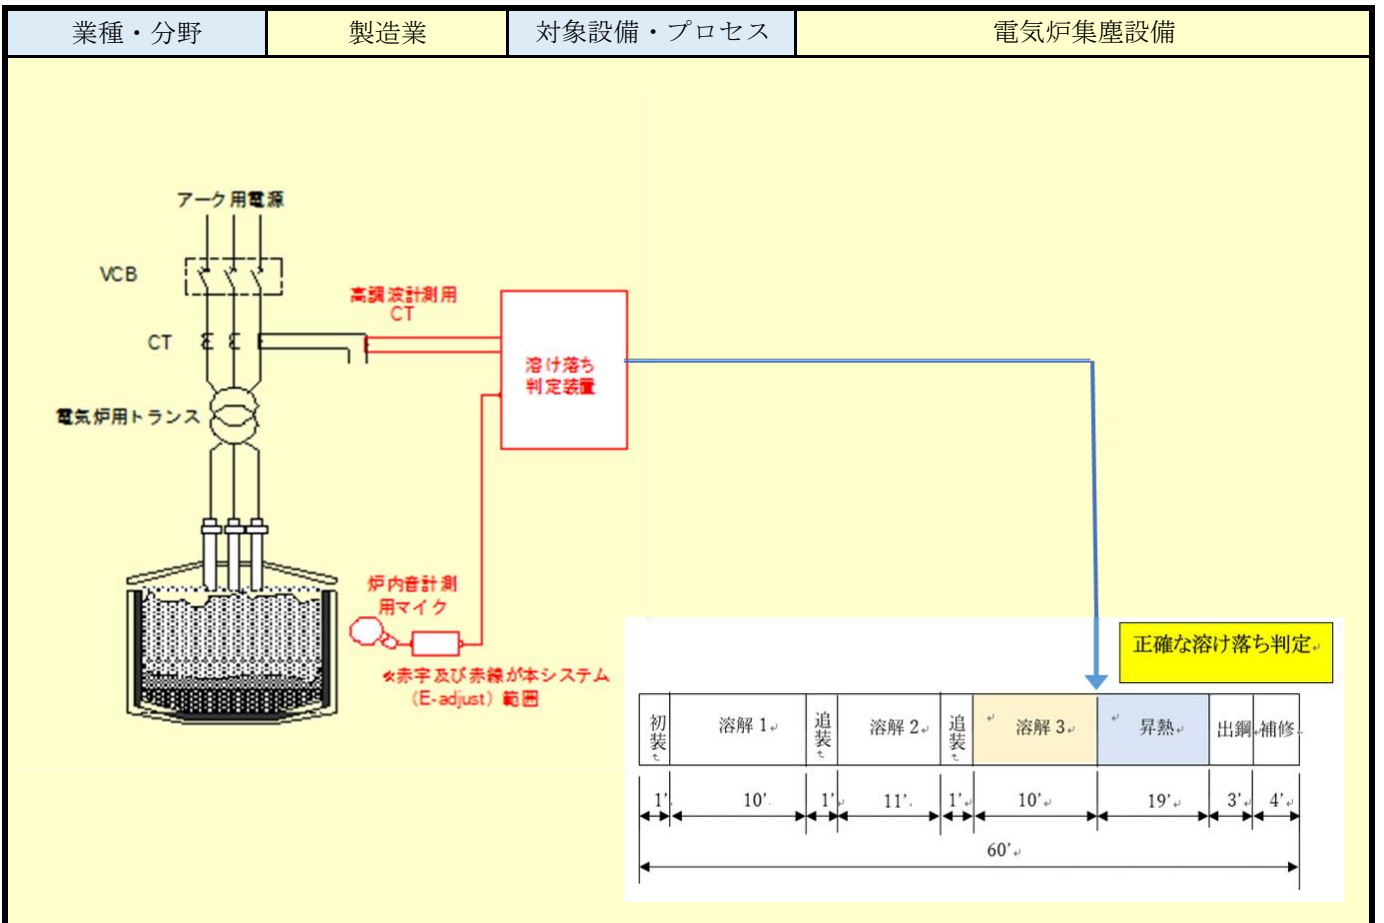 業種・分野 製造業 対象設備・プロセス 電気炉集塵設備
アーク用電源
VCB
高調波計測用
CT
CT
溶け落ち
判定装置
電気炉用トランス
炉内音計測
用マイク
※赤字及び赤線が本システム
(E-adjust) 範囲
正確な溶け落ち判定
初装 溶解1 追装 溶解2 追装 溶解3 昇熱 出鋼 補修
1' 10' 1' 11' 1' 10' 19' 3' 4'
60'